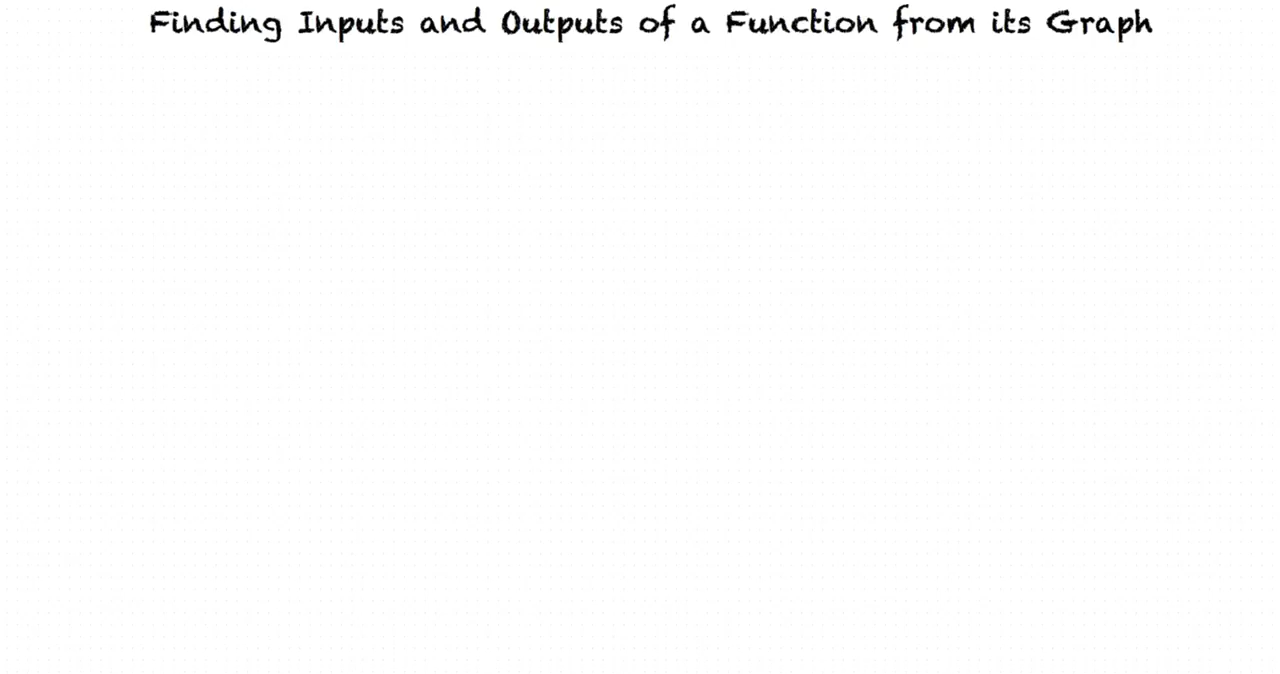 Finding Inputs and Outputs of a Function from its Graph